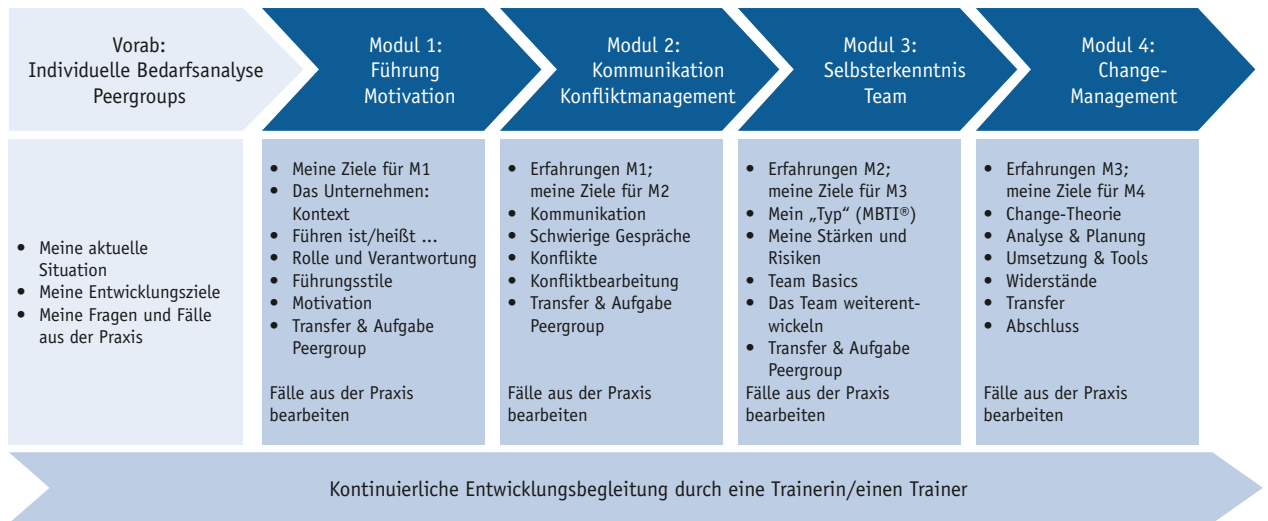 Vorab:
Individuelle Bedarfsanalyse
Peergroups
Modul 1:
Führung
Motivation
Modul 2:
Kommunikation
Konfliktmanagement
Modul 3:
Selbsterkenntnis
Team
Modul 4:
Change-
Management
• Meine aktuelle
Situation
• Meine Entwicklungsziele
• Meine Fragen und Fälle
aus der Praxis
• Meine Ziele für M1
• Das Unternehmen:
Kontext
• Führen ist/heißt ...
• Rolle und Verantwortung
• Führungsstile
• Motivation
• Transfer & Aufgabe
Peergroup
Fälle aus der Praxis
bearbeiten
• Erfahrungen M1;
meine Ziele für M2
• Kommunikation
• Schwierige Gespräche
• Konflikte
• Konfliktbearbeitung
• Transfer & Aufgabe
Peergroup
Fälle aus der Praxis
bearbeiten
• Erfahrungen M2;
meine Ziele für M3
• Mein „Typ“ (MBTI®)
• Meine Stärken und
Risiken
• Team Basics
• Das Team weiterent-
wickeln
• Transfer & Aufgabe
Peergroup
Fälle aus der Praxis
bearbeiten
• Erfahrungen M3;
meine Ziele für M4
• Change-Theorie
• Analyse & Planung
• Umsetzung & Tools
• Widerstände
• Transfer
• Abschluss
Fälle aus der Praxis
bearbeiten
Kontinuierliche Entwicklungsbegleitung durch eine Trainerin/einen Trainer